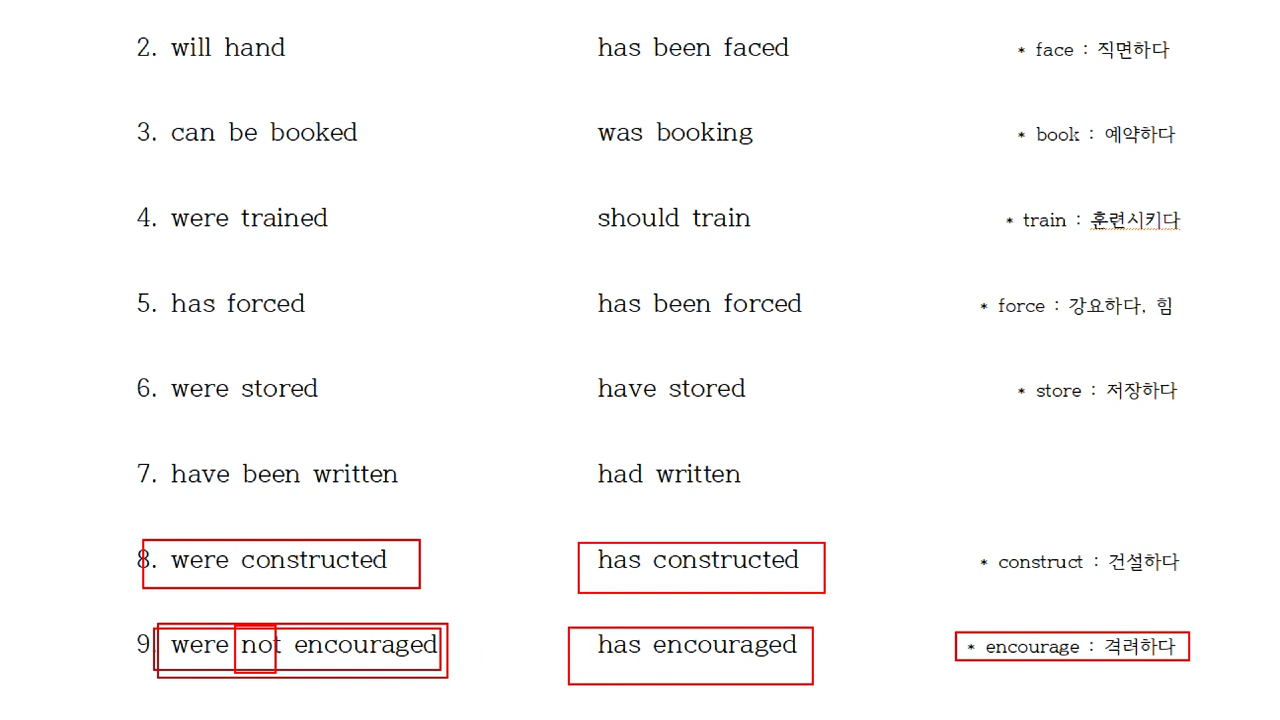 2. will hand has been faced * face : 직면하다
3. can be booked was booking * book : 예약하다
4. were trained should train * train : 훈련시키다
5. has forced has been forced * force : 강요하다, 힘
6. were stored have stored * store : 저장하다
7. have been written had written
8. were constructed has constructed * construct : 건설하다
9. were not encouraged has encouraged * encourage : 격려하다